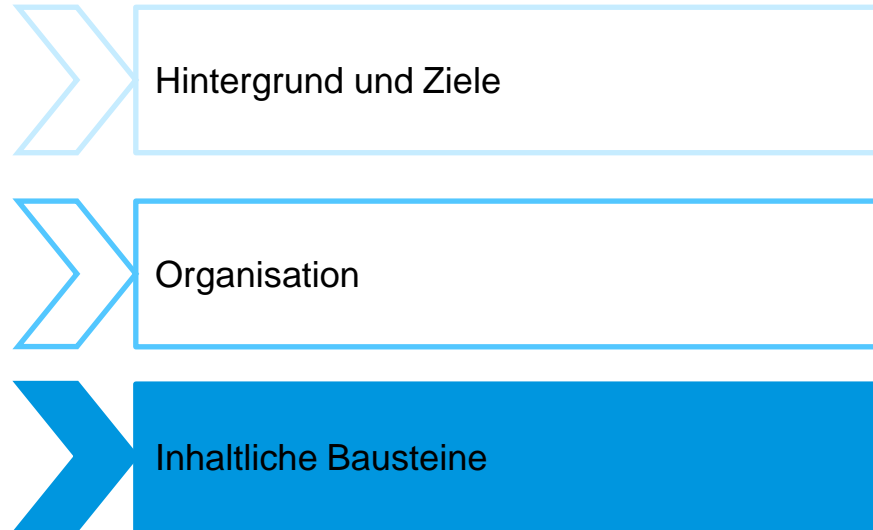 Hintergrund und Ziele
Organisation
Inhaltliche Bausteine